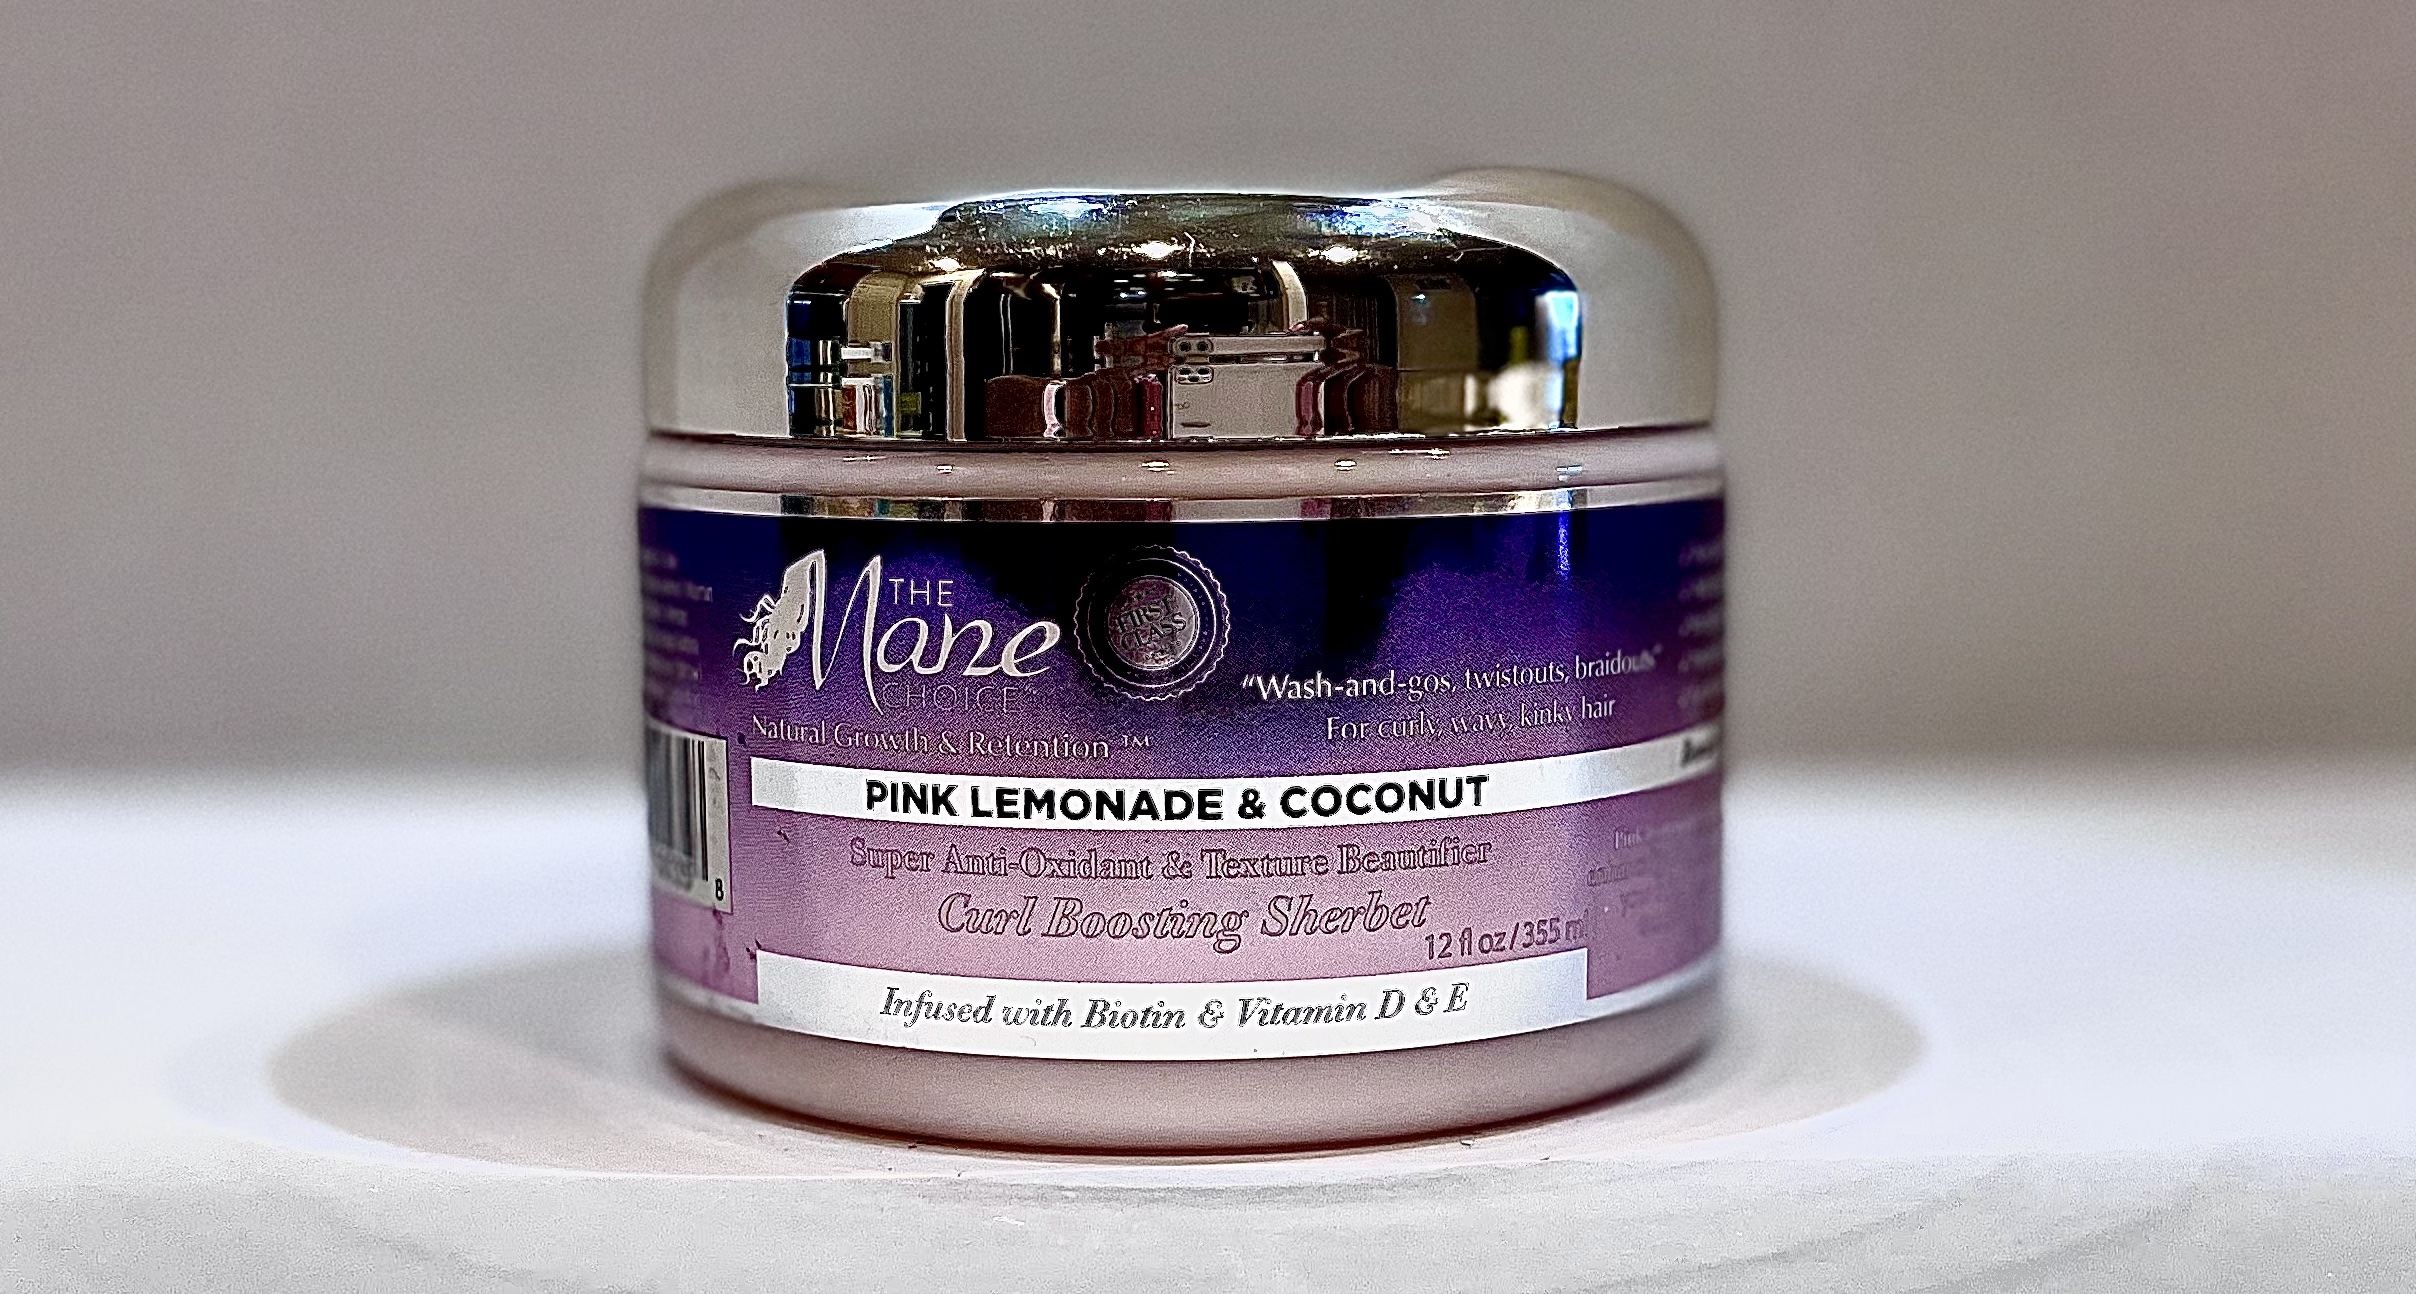 THE
Mane
CHOICE
FIRST
CLASS
Natural Growth & Retention ™
"Wash-and-gos, twistouts, braidouts"
For curly, wavy, kinky hair
PINK LEMONADE & COCONUT
Super Anti-Oxidant & Texture Beautifier
Curl Boosting Sherbet
12 fl oz / 355 ml
Infused with Biotin & Vitamin D & E
8